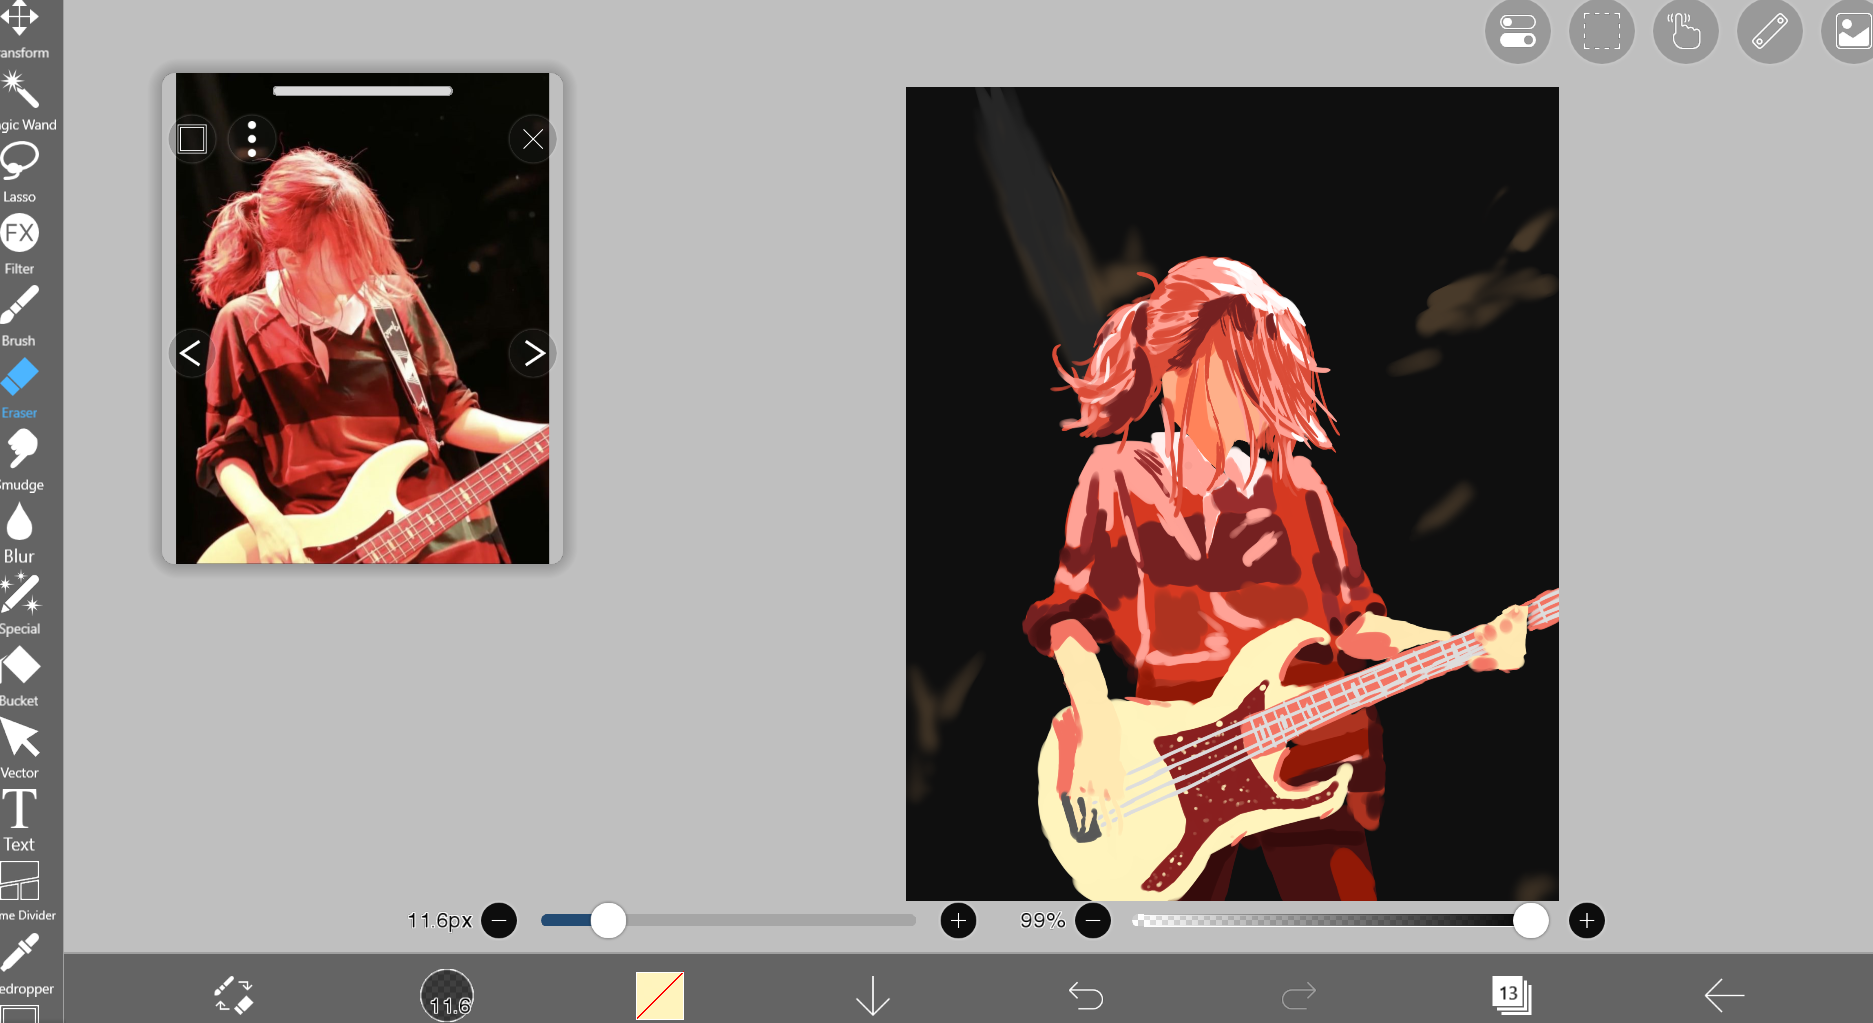 ansform
gic Wand
Lasso
FX
Filter
Brush
Eraser
Smudge
Blur
Special
Bucket
Vector
T
Text
me Divider
edropper
11.6px
99%
11.6
13